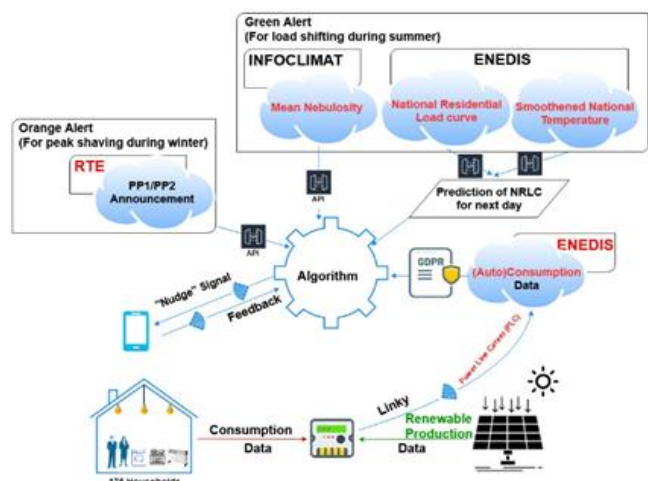 Green Alert
(For load shifting during summer)
INFOCLIMAT
ENEDIS
Mean Nebulosity
National Residential
Load curve
Smoothened National
Temperature
Orange Alert
(For peak shaving during winter)
RTE
PP1/PP2
Announcement
API
API
Prediction of NRLC
for next day
Algorithm
GDPR
ENEDIS
(Auto)Consumption
Data
"Nudge" Signal
Feedback
Power Line Carrier (PLC)
Linky
Consumption
Data
Renewable
Production
Data
Households